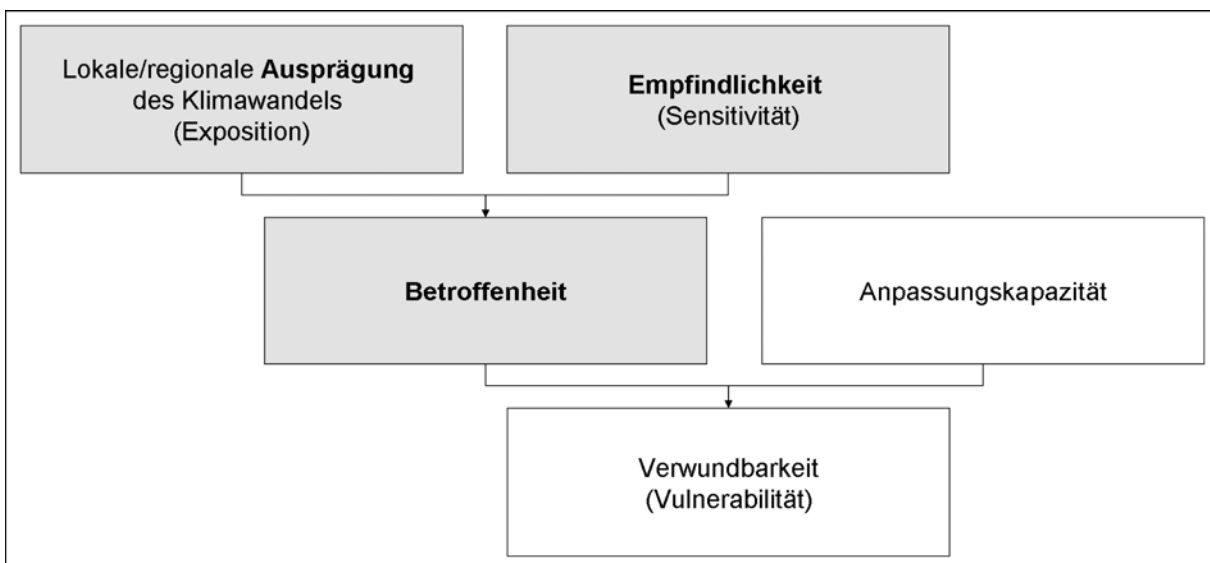 Lokale/regionale Ausprägung
des Klimawandels
(Exposition)
Empfindlichkeit
(Sensitivität)
Betroffenheit
Anpassungskapazität
Verwundbarkeit
(Vulnerabilität)